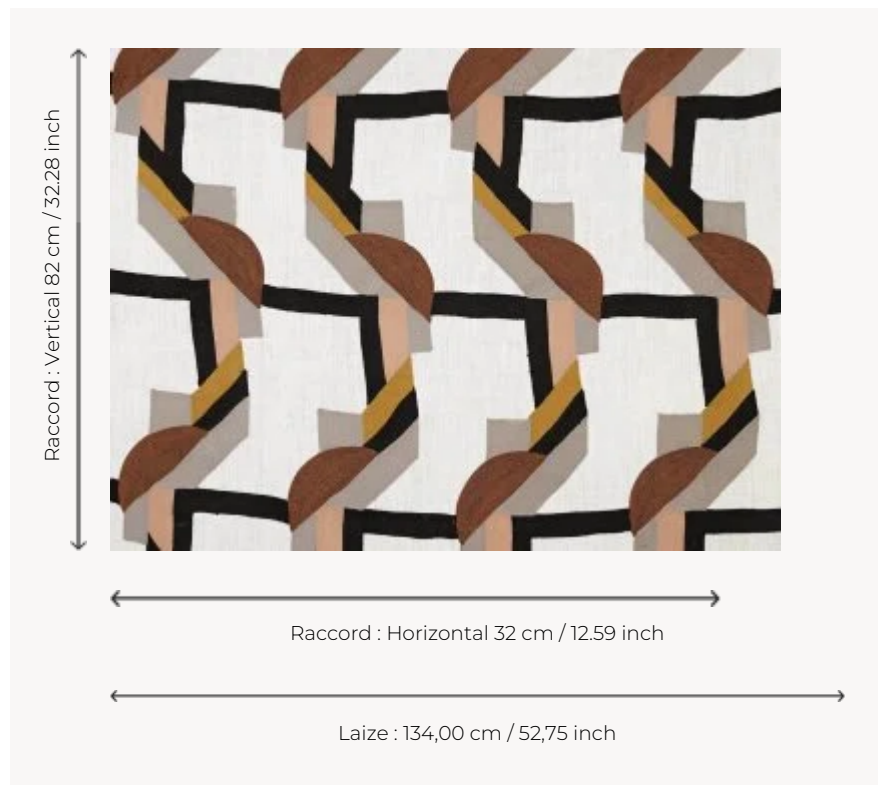 Raccord : Vertical 82 cm / 32.28 inch
Raccord : Horizontal 32 cm / 12.59 inch
Laize : 134,00 cm / 52,75 inch